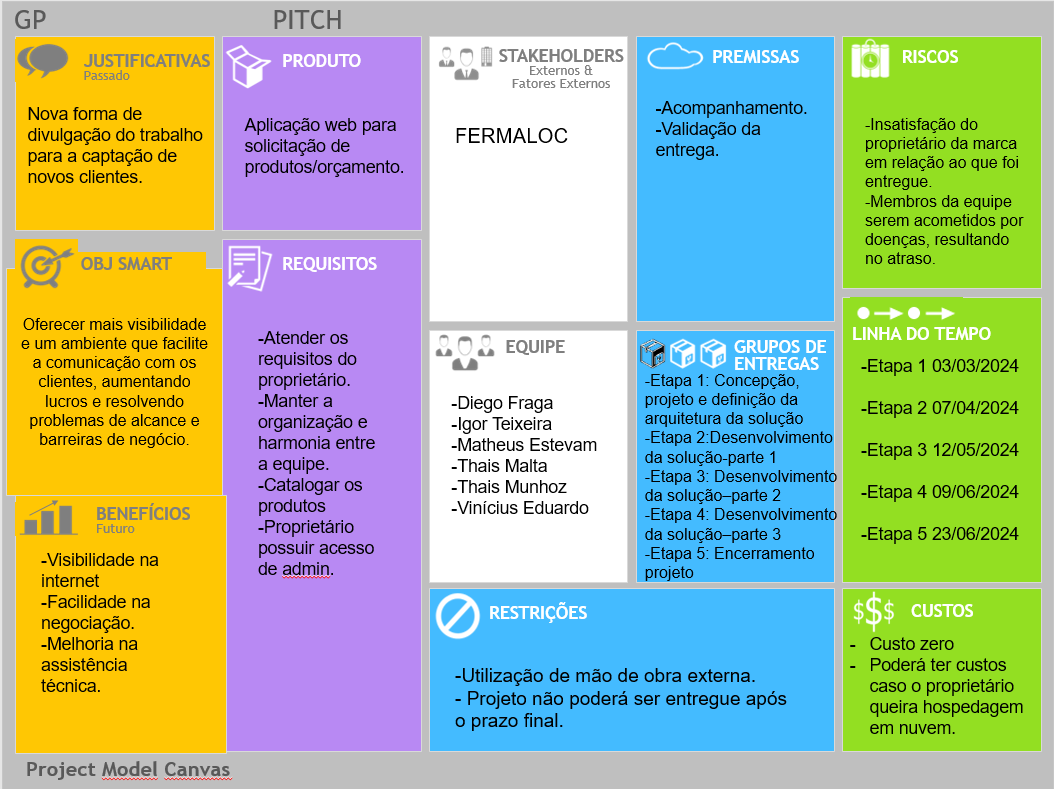 GP
PITCH
JUSTIFICATIVAS
Passado
Nova forma de
divulgação do trabalho
para a captação de
novos clientes.
PRODUTO
Aplicação web para
solicitação de
produtos/orçamento.
STAKEHOLDERS
Externos &
Fatores Externos
FERMALOC
PREMISSAS
-Acompanhamento.
-Validação da
entrega.
RISCOS
-Insatisfação do
proprietário da marca
em relação ao que foi
entregue.
-Membros da equipe
serem acometidos por
doenças, resultando
no atraso.
OBJ SMART
Oferecer mais visibilidade
e um ambiente que facilite
a comunicação com os
clientes, aumentando
lucros e resolvendo
problemas de alcance e
barreiras de negócio.
REQUISITOS
-Atender os
requisitos do
proprietário.
-Manter a
organização e
harmonia entre
a equipe.
-Catalogar os
produtos
-Proprietário
possuir acesso
de admin.
EQUIPE
-Diego Fraga
-Igor Teixeira
-Matheus Estevam
-Thais Malta
-Thais Munhoz
-Vinícius Eduardo
GRUPOS DE
ENTREGAS
-Etapa 1: Concepção,
projeto e definição da
arquitetura da solução
-Etapa 2:Desenvolvimento
da solução-parte 1
-Etapa 3: Desenvolvimento
da solução–parte 2
-Etapa 4: Desenvolvimento
da solução–parte 3
-Etapa 5: Encerramento
projeto
LINHA DO TEMPO
-Etapa 1 03/03/2024
-Etapa 2 07/04/2024
-Etapa 3 12/05/2024
-Etapa 4 09/06/2024
-Etapa 5 23/06/2024
BENEFÍCIOS
Futuro
-Visibilidade na
internet
-Facilidade na
negociação.
-Melhoria na
assistência
técnica.
RESTRIÇÕES
-Utilização de mão de obra externa.
- Projeto não poderá ser entregue após
o prazo final.
$$$ CUSTOS
- Custo zero
- Poderá ter custos
caso o proprietário
queira hospedagem
em nuvem.
Project Model Canvas